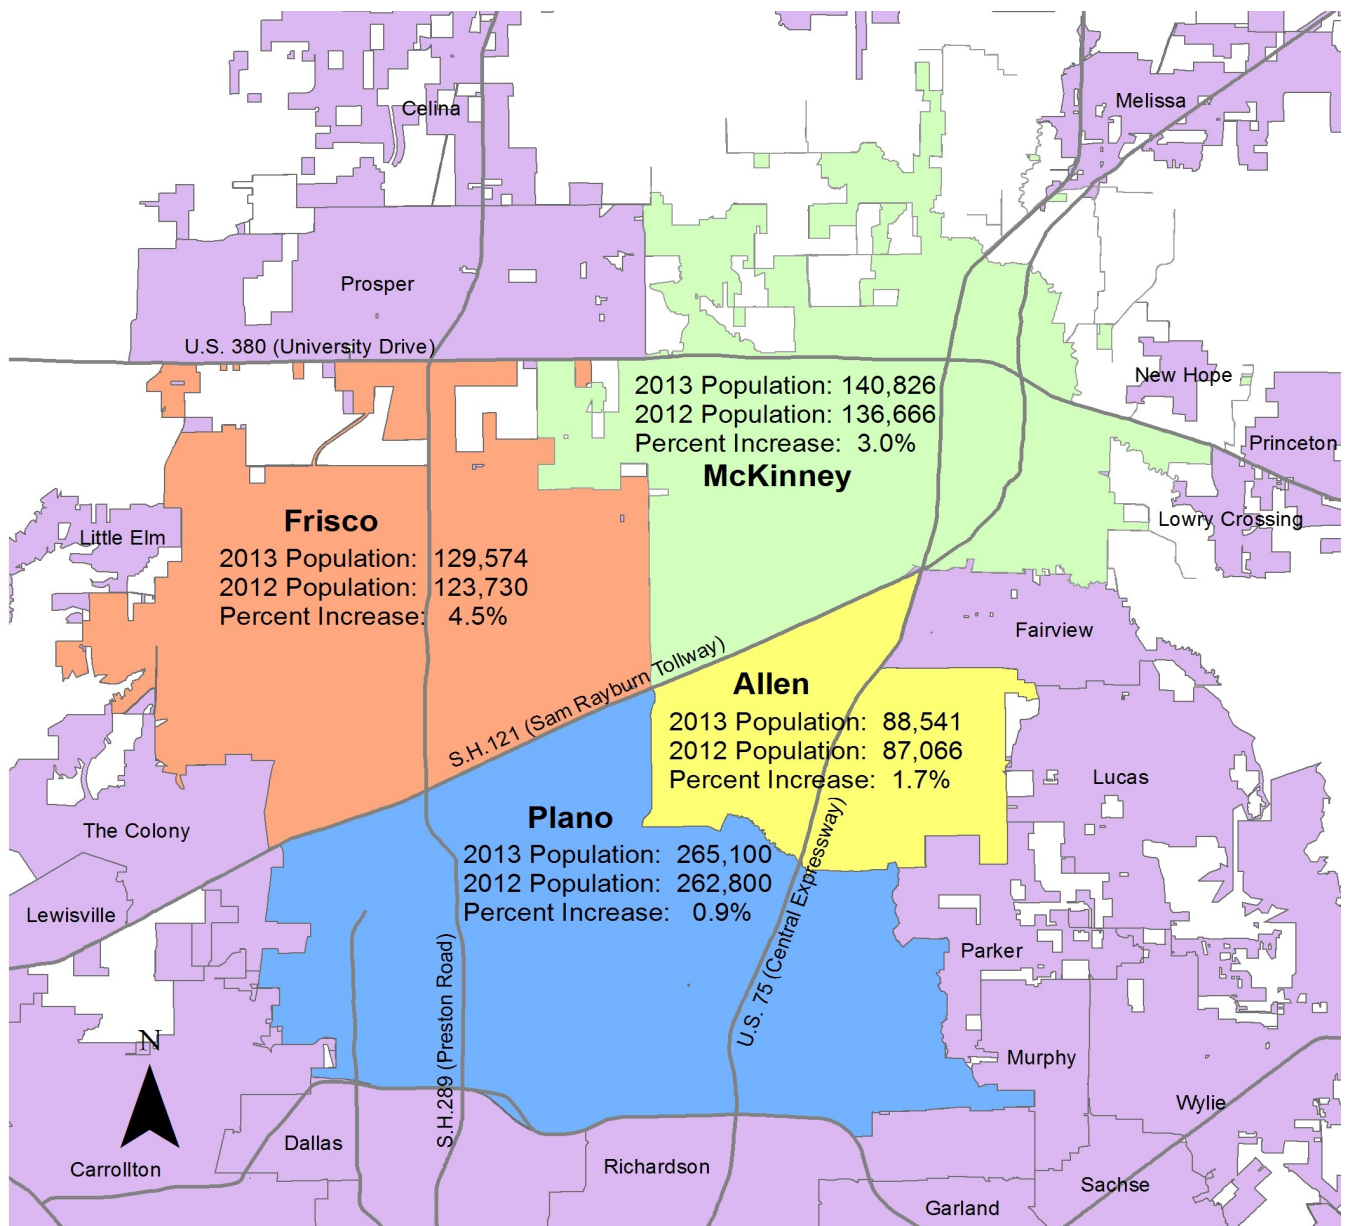 Celina
Melissa
Prosper
U.S. 380 (University Drive)
New Hope
2013 Population: 140,826
2012 Population: 136,666
Percent Increase: 3.0%
McKinney
Princeton
Frisco
2013 Population: 129,574
2012 Population: 123,730
Percent Increase: 4.5%
Little Elm
Lowry Crossing
Fairview
S.H.121 (Sam Rayburn Tollway)
Allen
2013 Population: 88,541
2012 Population: 87,066
Percent Increase: 1.7%
Lucas
The Colony
Plano
2013 Population: 265,100
2012 Population: 262,800
Percent Increase: 0.9%
Lewisville
Parker
U.S. 75 (Central Expressway)
S.H.289 (Preston Road)
N
Murphy
Wylie
Dallas
Carrollton
Richardson
Sachse
Garland